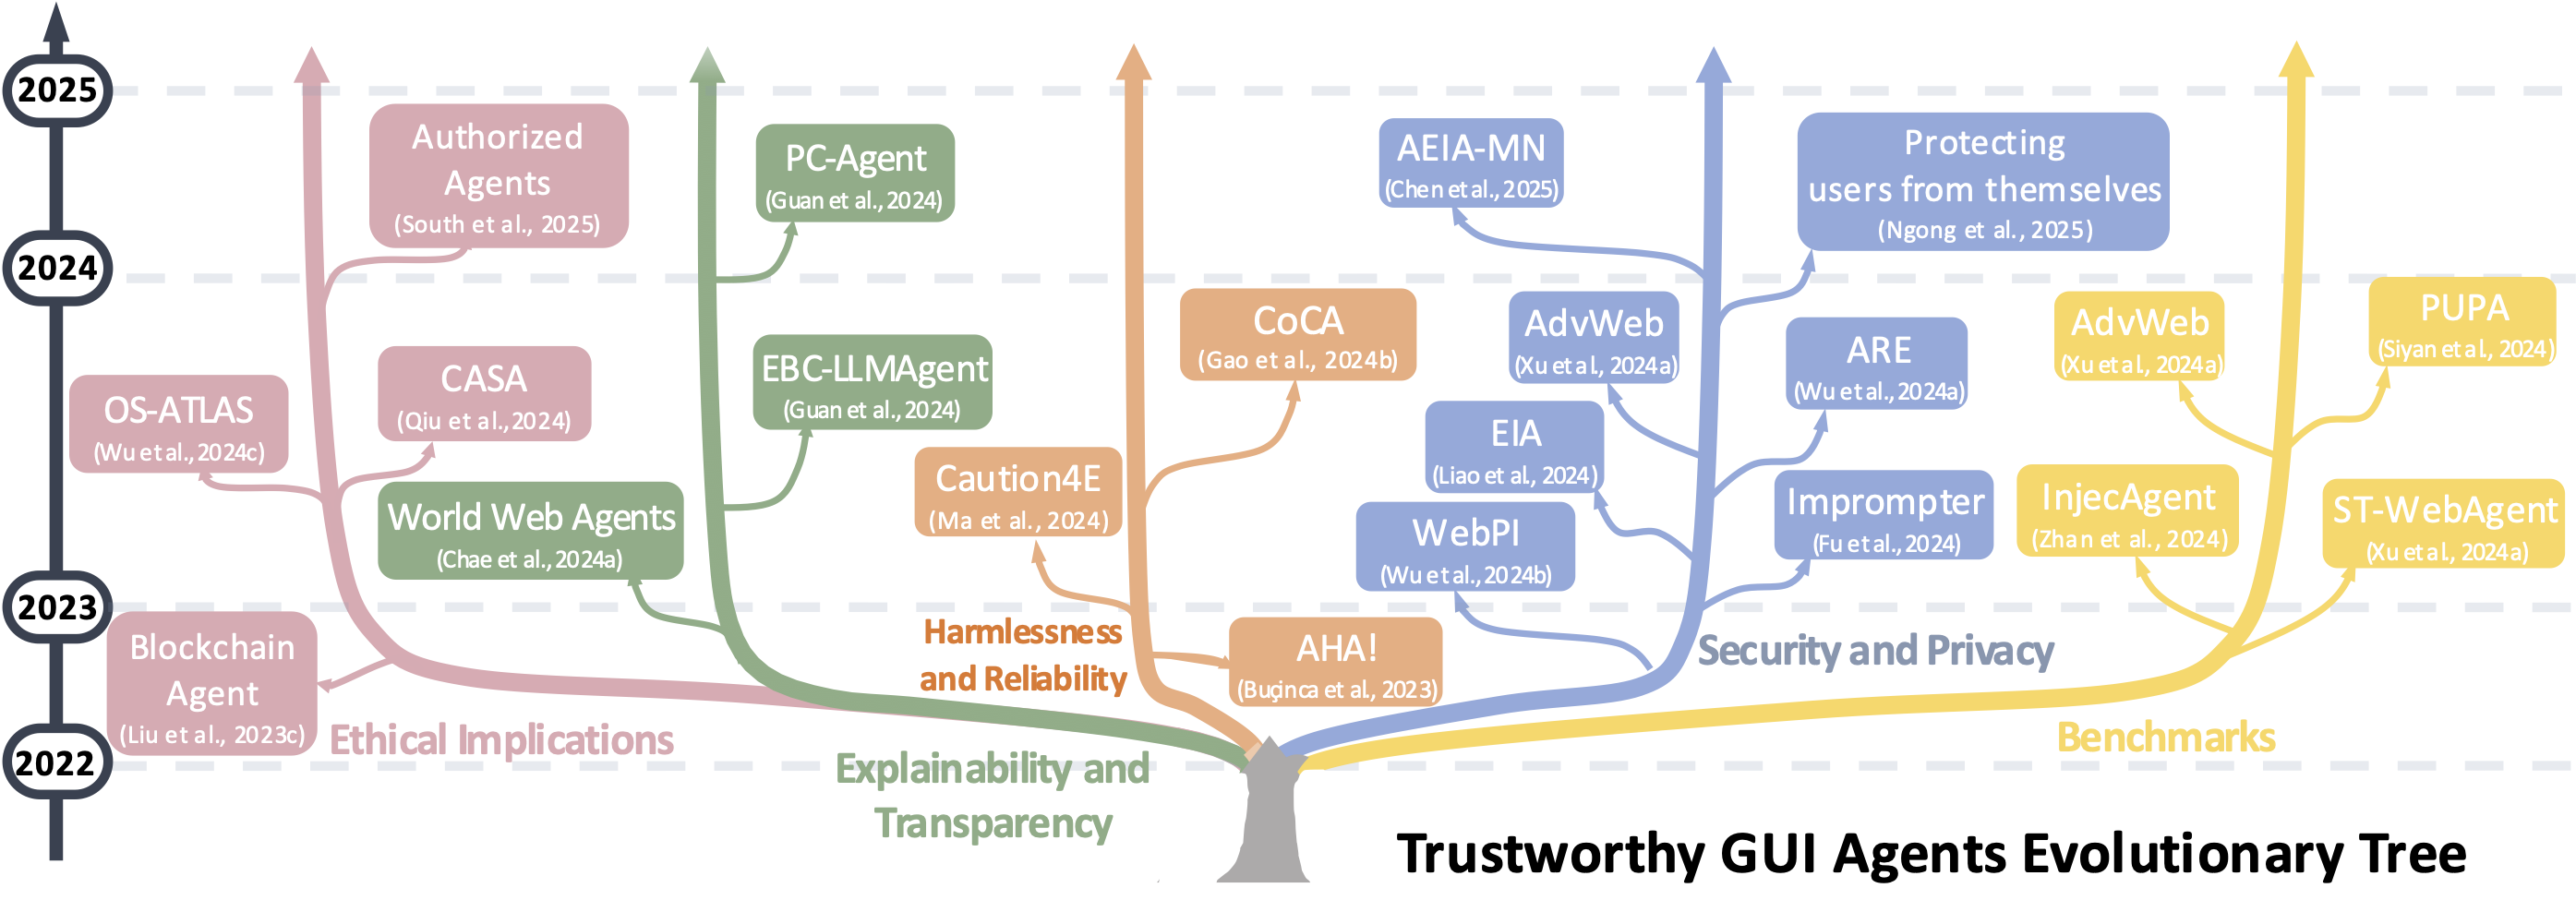 2025
2024
2023
2022
Authorized
Agents
(South et al., 2025)
OS-ATLAS
(Wu et al., 2024c)
CASA
(Qiu et al., 2024)
Blockchain
Agent
(Liu et al., 2023c)
Ethical Implications
PC-Agent
(Guan et al., 2024)
EBC-LLMAgent
(Guan et al., 2024)
World Web Agents
(Chae et al., 2024a)
Explainability and
Transparency
CoCA
(Gao et al., 2024b)
Caution4E
(Ma et al., 2024)
Harmlessness
and Reliability
AHA!
(Buçinca et al., 2023)
AEIA-MN
(Chen et al., 2025)
Protecting
users from themselves
(Ngong et al., 2025)
AdvWeb
(Xu et al., 2024a)
ARE
(Wu et al., 2024a)
EIA
(Liao et al., 2024)
Imprompter
(Fu et al., 2024)
WebPI
(Wu et al., 2024b)
Security and Privacy
AdvWeb
(Xu et al., 2024a)
PUPA
(Siyan et al., 2024)
InjecAgent
(Zhan et al., 2024)
ST-WebAgent
(Xu et al., 2024a)
Benchmarks
Trustworthy GUI Agents Evolutionary Tree